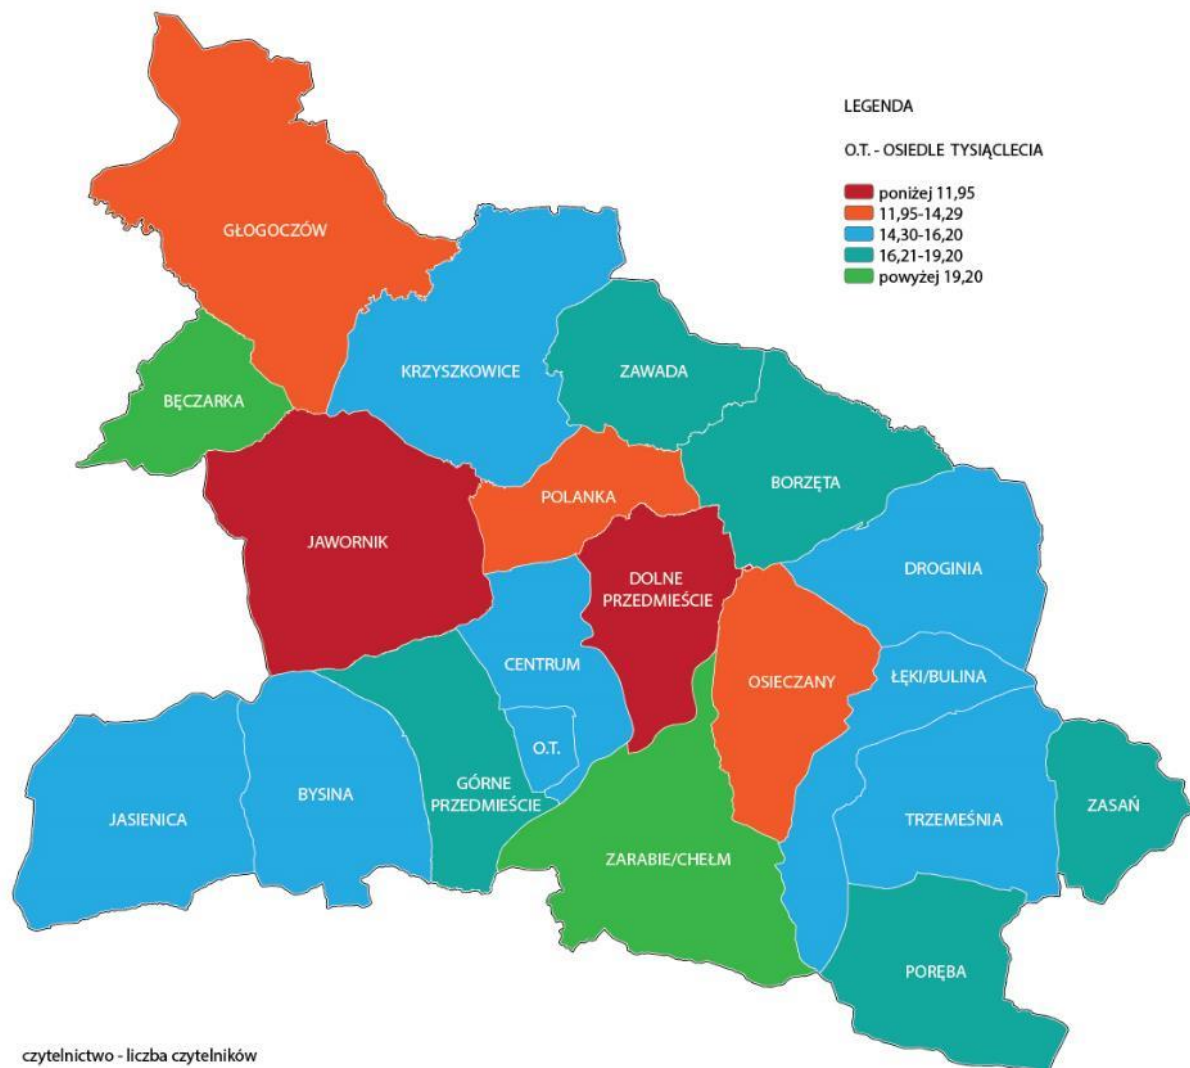 LEGENDA
O.T. - OSIEDLE TYSIĄCLECIA
poniżej 11,95
11,95-14,29
14,30-16,20
16,21-19,20
powyżej 19,20
GŁOGOCZÓW
KRZYSZKOWICE
ZAWADA
BĘCZARKA
BORZĘTA
POLANKA
JAWORNIK
DROGINIA
DOLNE
PRZEDMIEŚCIE
CENTRUM
OSIECZANY
ŁĘKI/BULINA
O.T.
GÓRNE
PRZEDMIEŚCIE
BYSINA
JASIENICA
TRZEMEŚNIA
ZASAŃ
ZARABIE/CHEŁM
PORĘBA
czytelnictwo - liczba czytelników